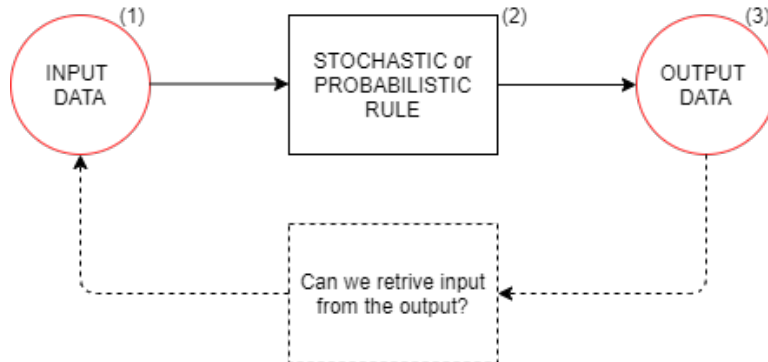 (1)
INPUT
DATA
(2)
STOCHASTIC or
PROBABILISTIC
RULE
(3)
OUTPUT
DATA
Can we retrive input
from the output?